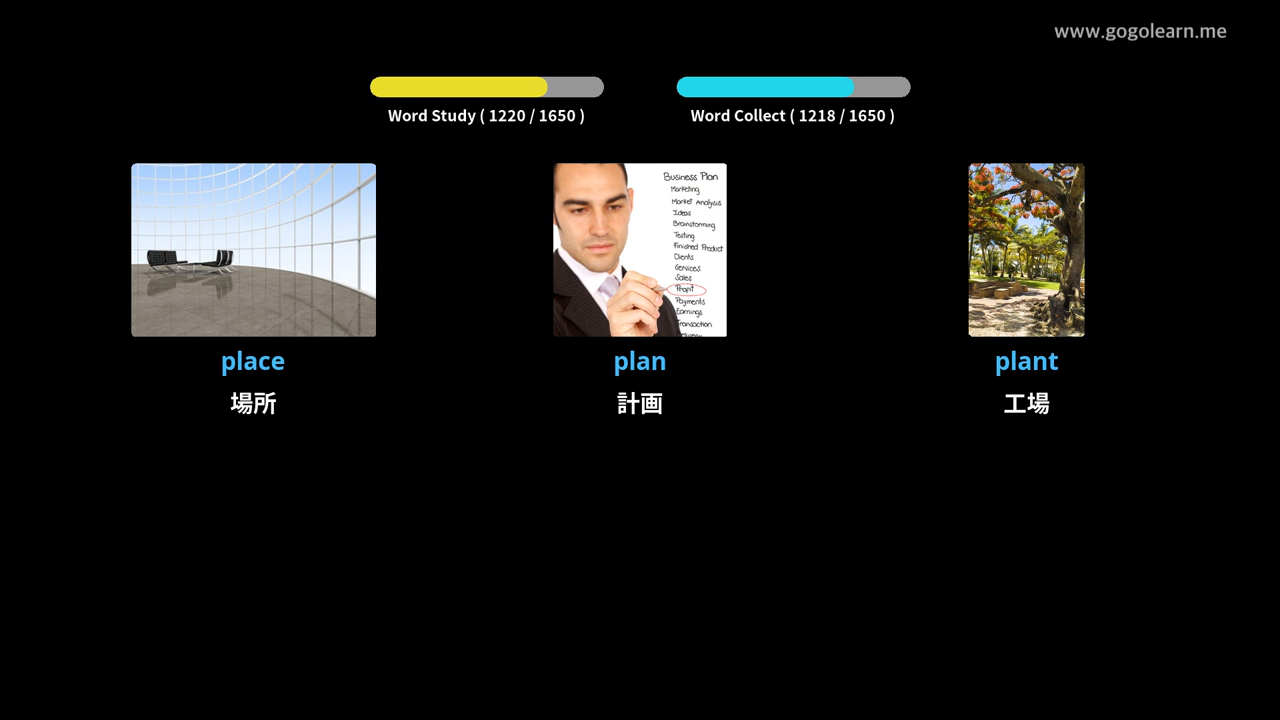 www.gogolearn.me
Word Study ( 1220 / 1650 )
Word Collect ( 1218 / 1650 )
Business Plan
Marketing
Market Analysis
Ideas
Brainstorming
Testing
Finished Product
Clients
Services
Sales
Profit
Payments
Earnings
Transaction
place
plan
plant
場所
計画
工場